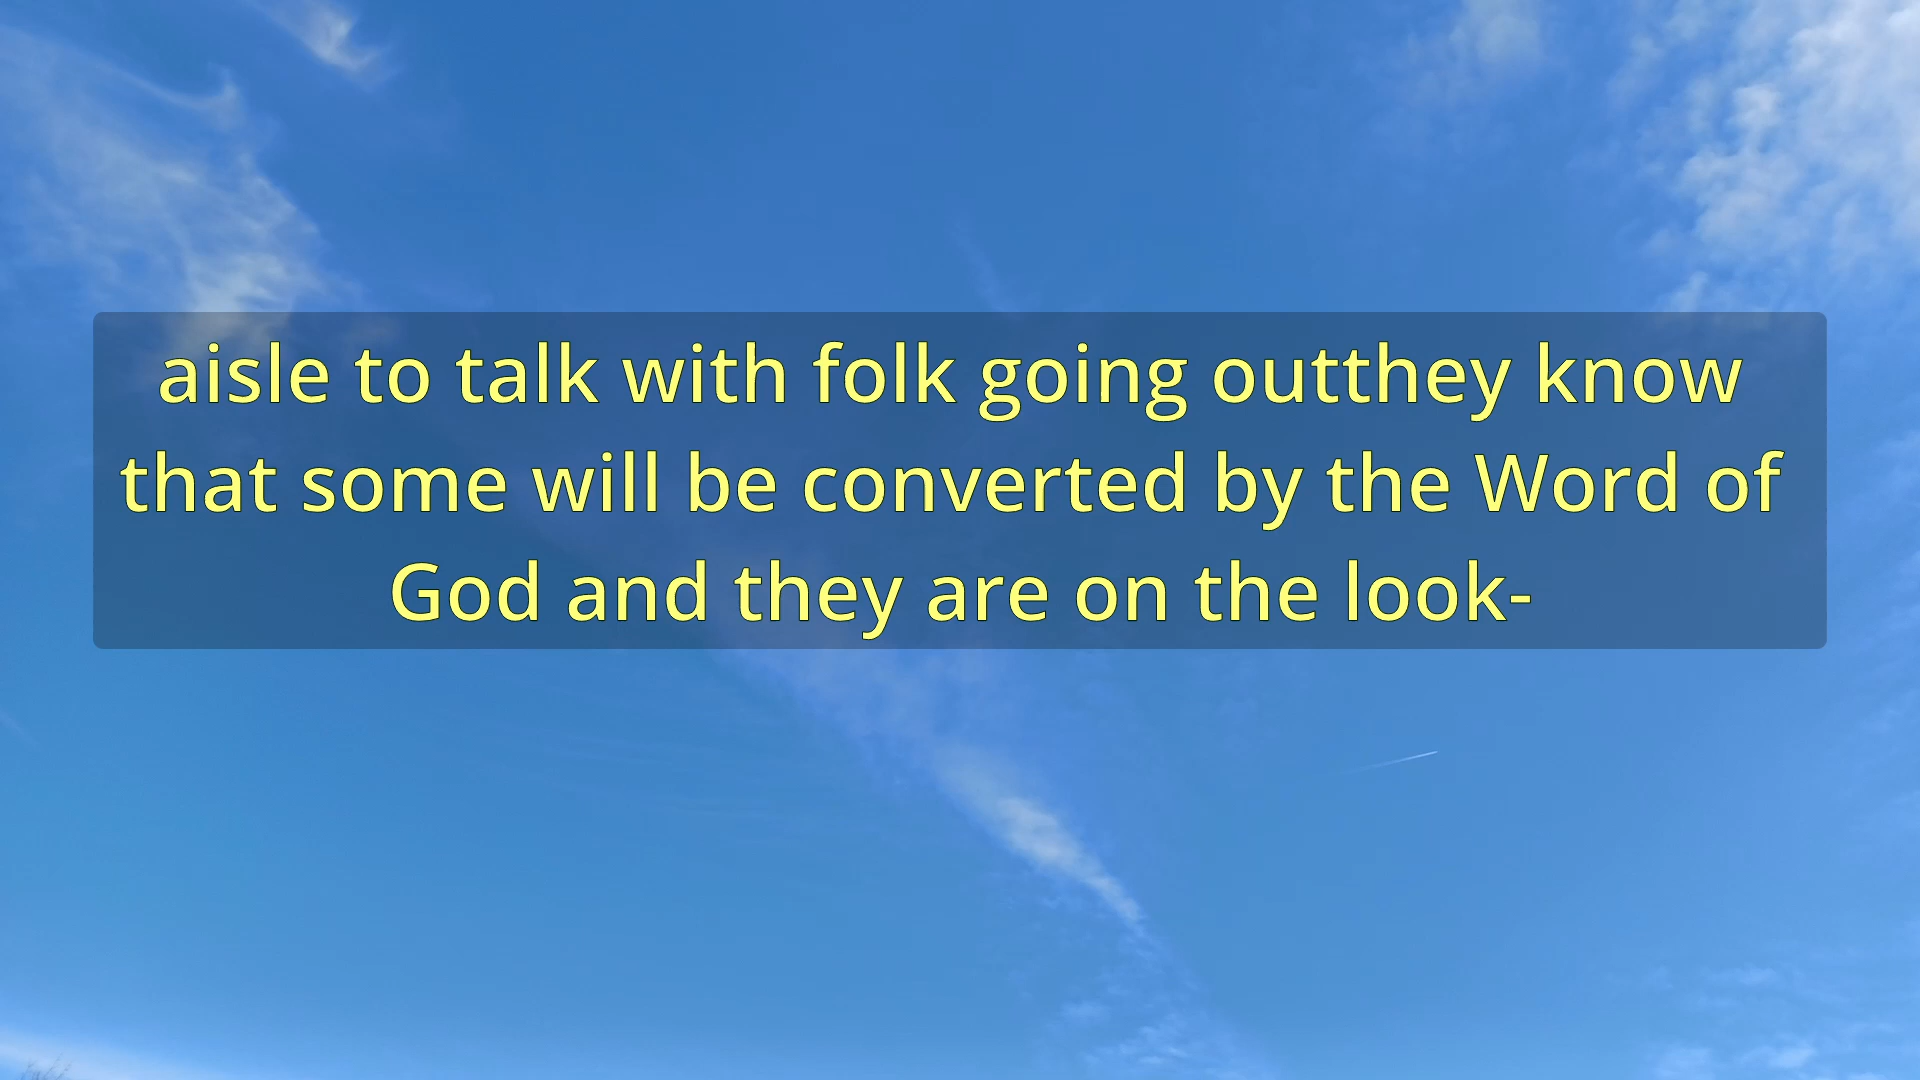 aisle to talk with folk going outthey know
that some will be converted by the Word of
God and they are on the look-